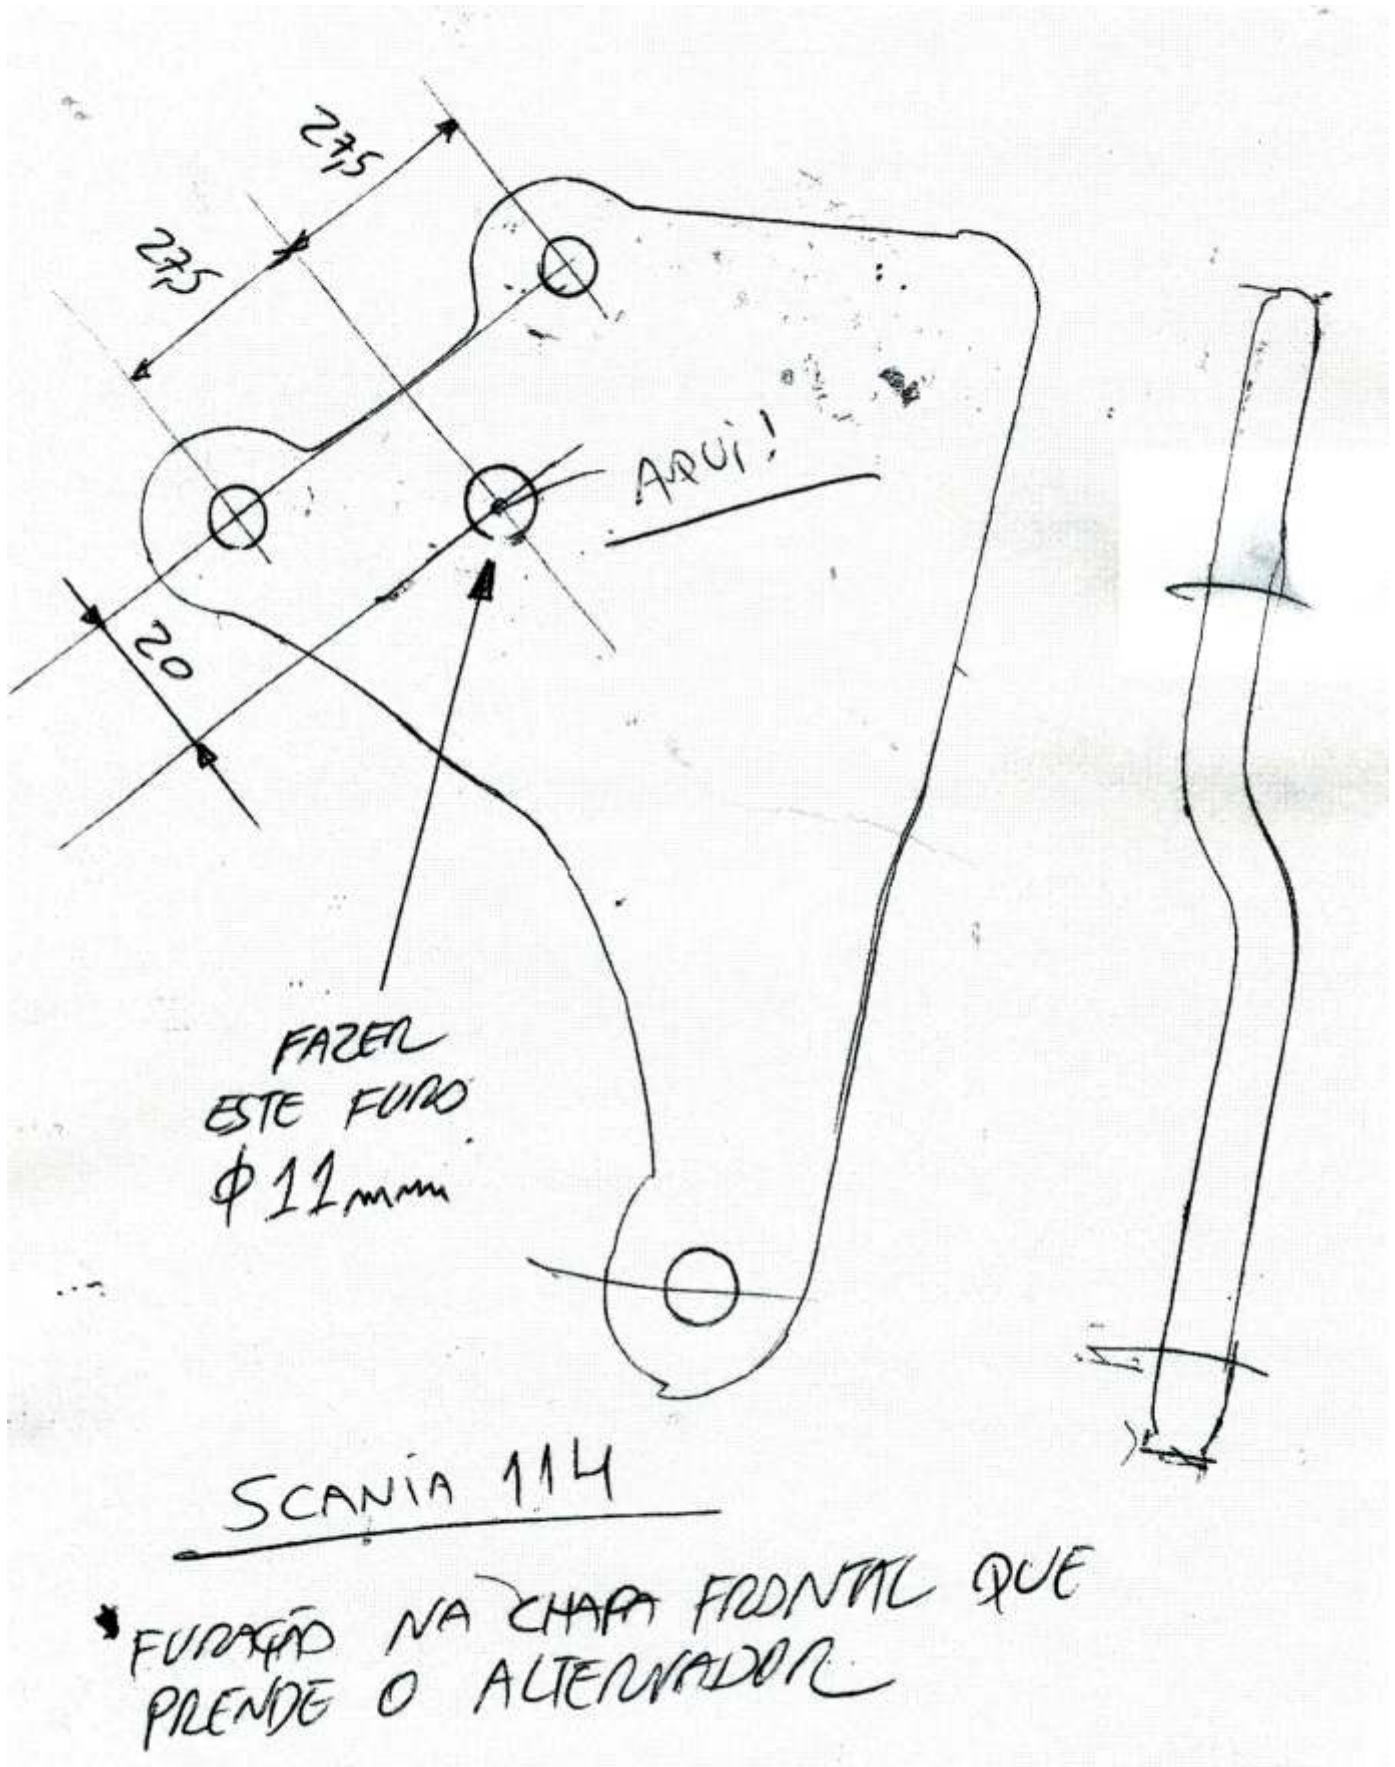 27,5
27,5
AQUI!
20
FAZER
ESTE FURO
Φ 11mm
SCANIA 114
* FURAÇÃO NA CHAPA FRONTAL QUE
PRENDE O ALTERNADOR